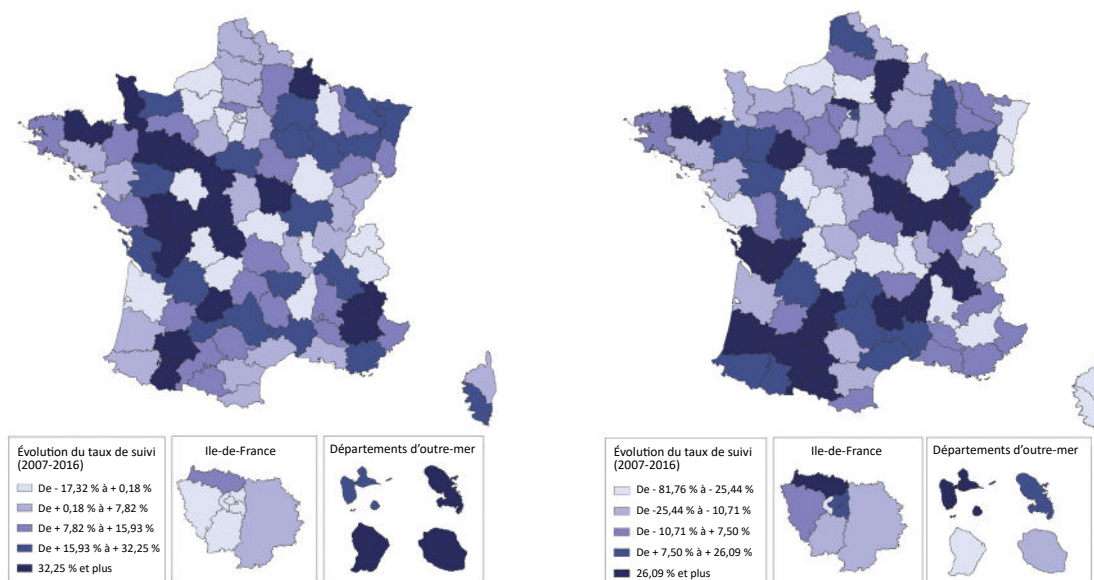 Évolution du taux de suivi
(2007-2016)
De - 17,32 % à + 0,18 %
De + 0,18 % à + 7,82 %
De + 7,82 % à + 15,93 %
De + 15,93 % à + 32,25 %
32,25 % et plus
Ile-de-France
Départements d'outre-mer
Évolution du taux de suivi
(2007-2016)
De - 81,76 % à - 25,44 %
De -25,44 % à - 10,71 %
De - 10,71 % à + 7,50 %
De + 7,50 % à + 26,09 %
26,09 % et plus
Ile-de-France
Départements d'outre-mer